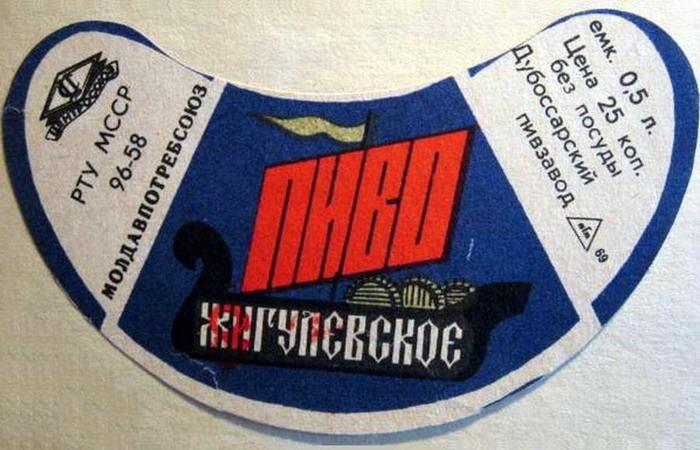 РТУ МССР
96-58
МОЛДАВПОТРЕБСОЮЗ
ПИВО
ЖИГУЛЕВСКОЕ
емк. 0,5 л.
Цена 25 коп.
без посуды
Дубоссарский
пивзавод
69